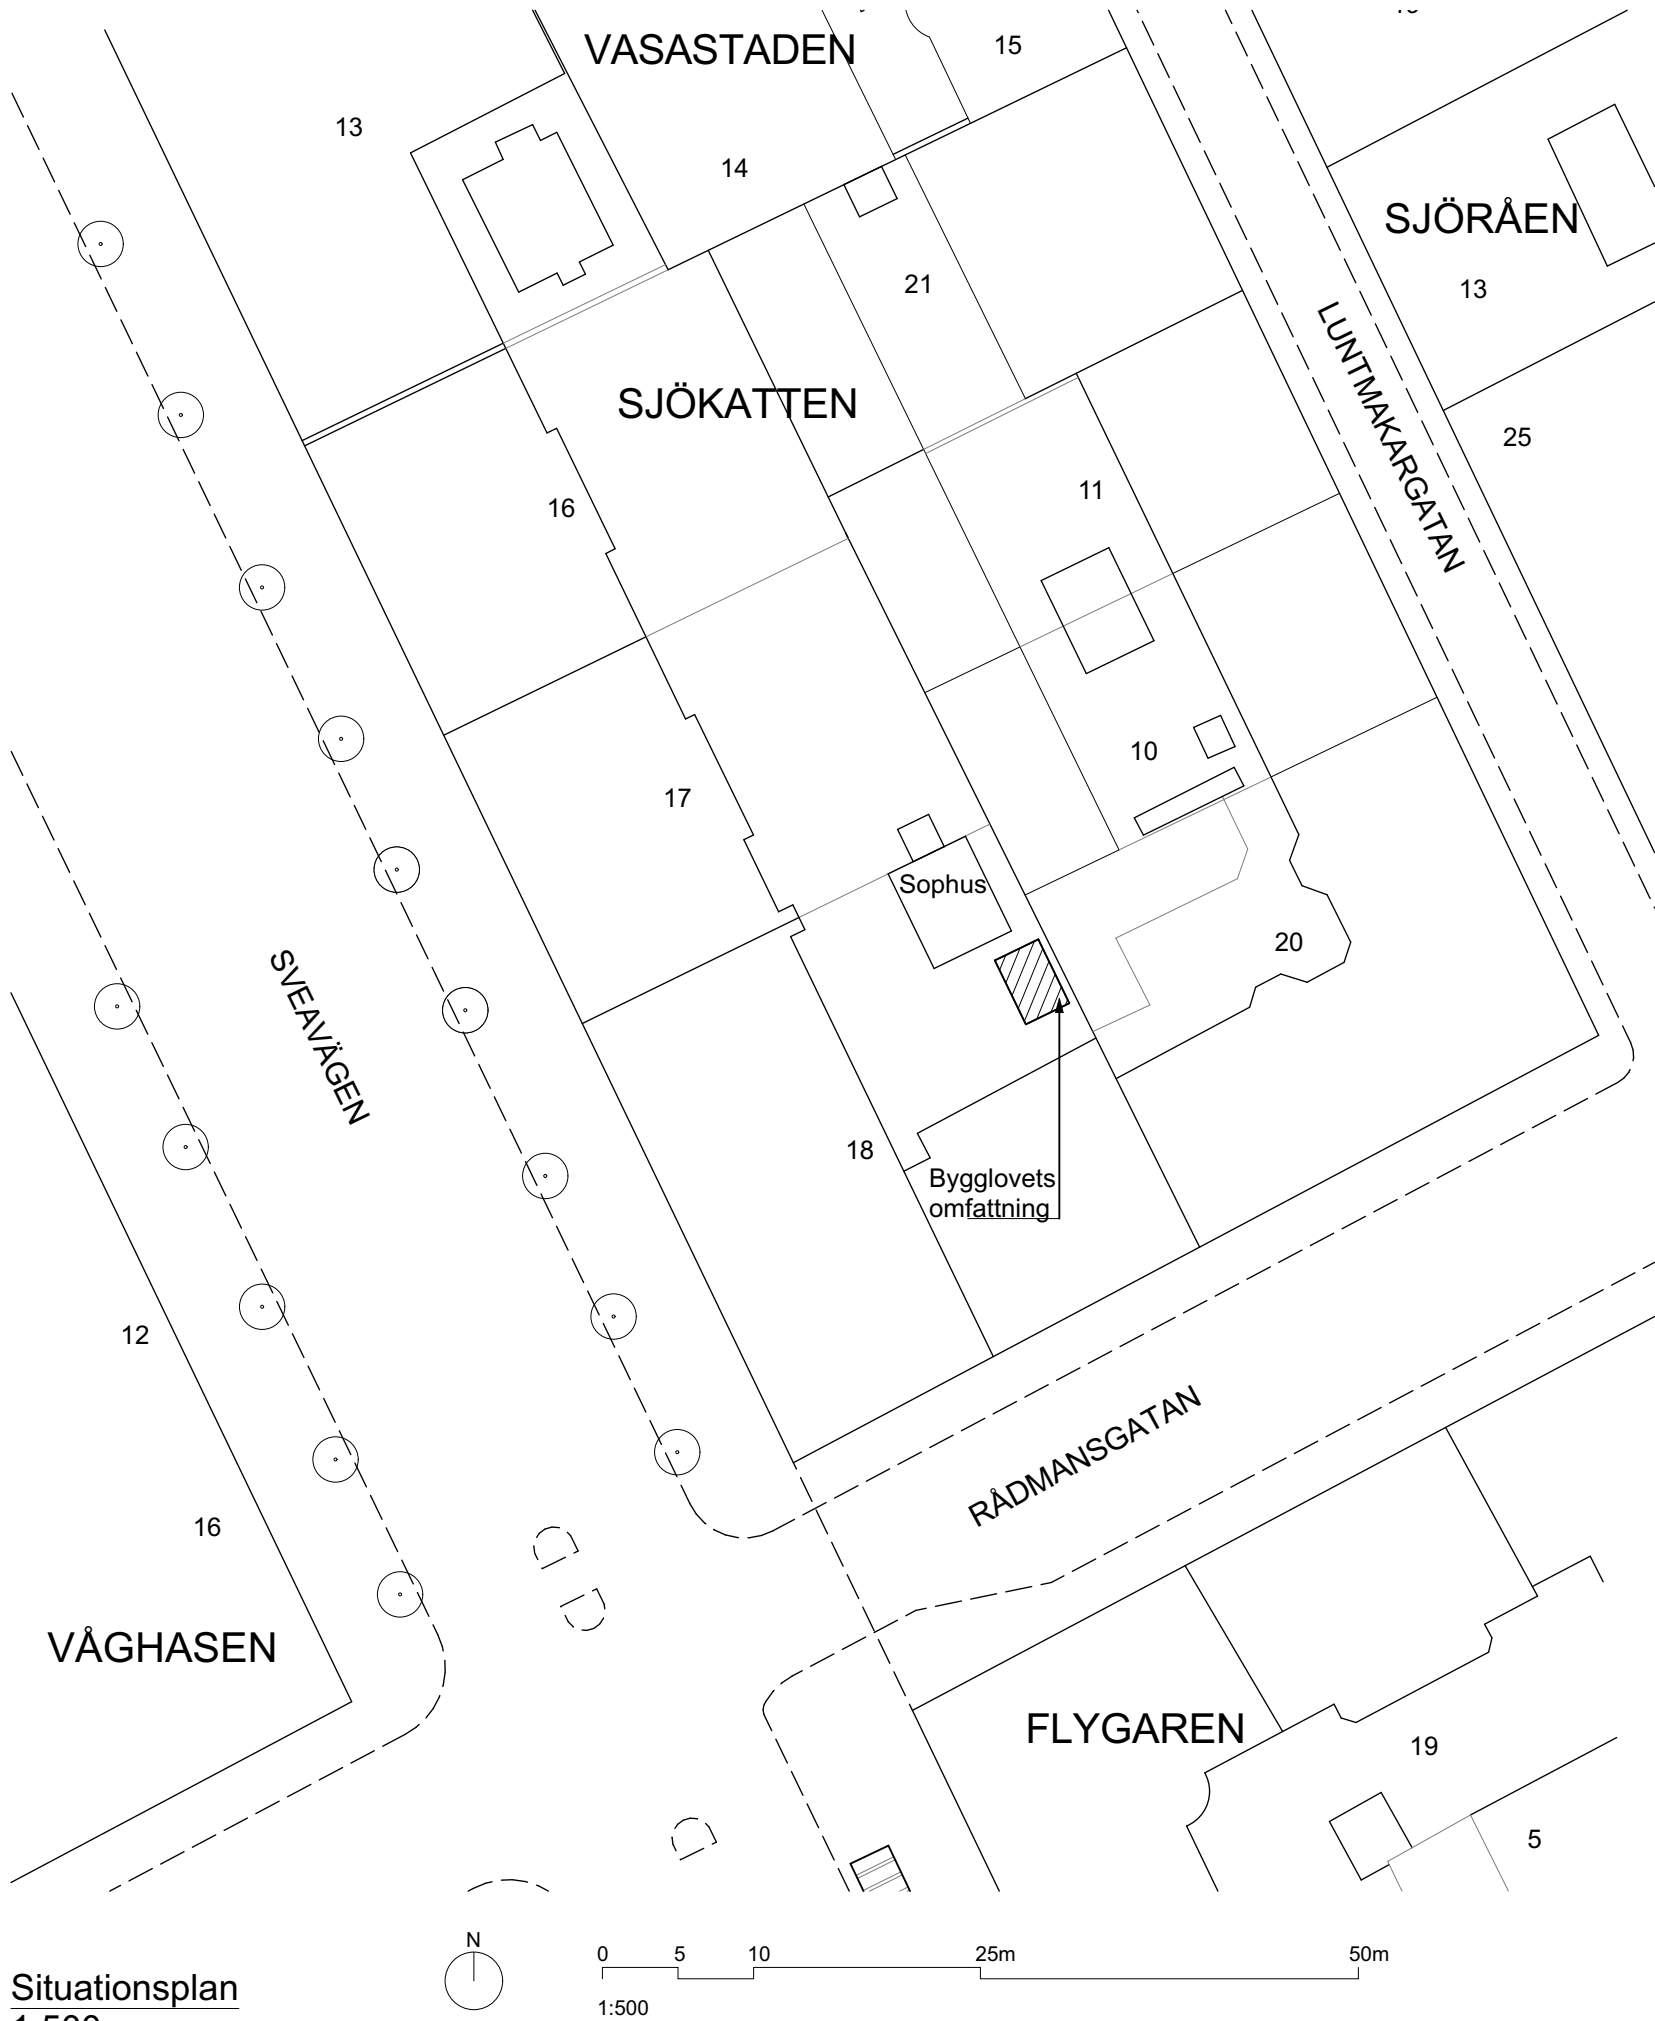 VASASTADEN
15
13
14
SJÖRÅEN
13
21
LUNTMAKARGATAN
SJÖKATTEN
25
16
11
10
17
Sophus
20
SVEAVÄGEN
18
Bygglovets
omfattning
12
RÅDMANSGATAN
16
VÅGHASEN
FLYGAREN
19
5
N
0 5 10 25m 50m
1:500
Situationsplan